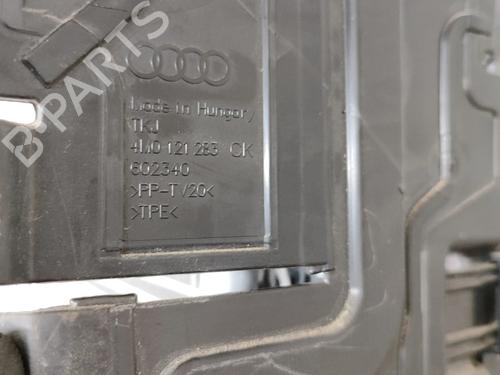 B-PARTS
Made in Hungary
TKJ
4M0 121 283 CK
602340
>PP-T/20<
>TPE<